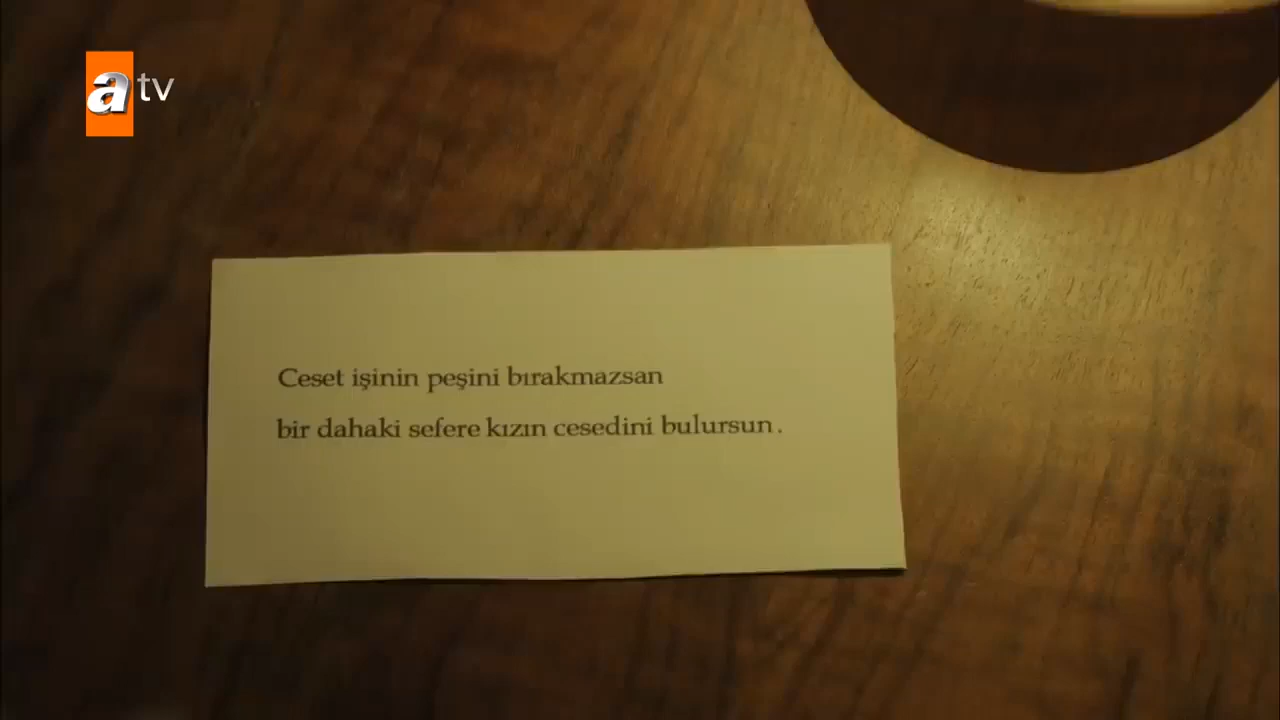 atv
Ceset işinin peşini bırakmazsan
bir dahaki sefere kızın cesedini bulursun.